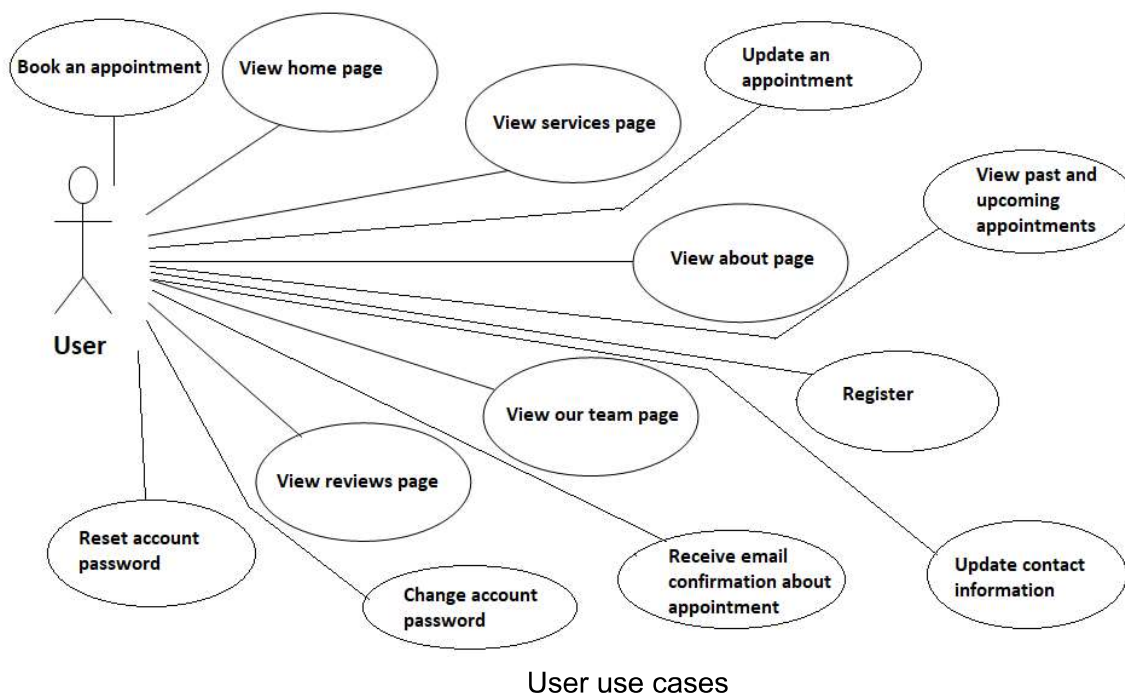 Book an appointment
View home page
Update an
appointment
View services page
View past and
upcoming
appointments
View about page
User
Register
View our team page
View reviews page
Reset account
password
Receive email
confirmation about
appointment
Update contact
information
Change account
password
User use cases